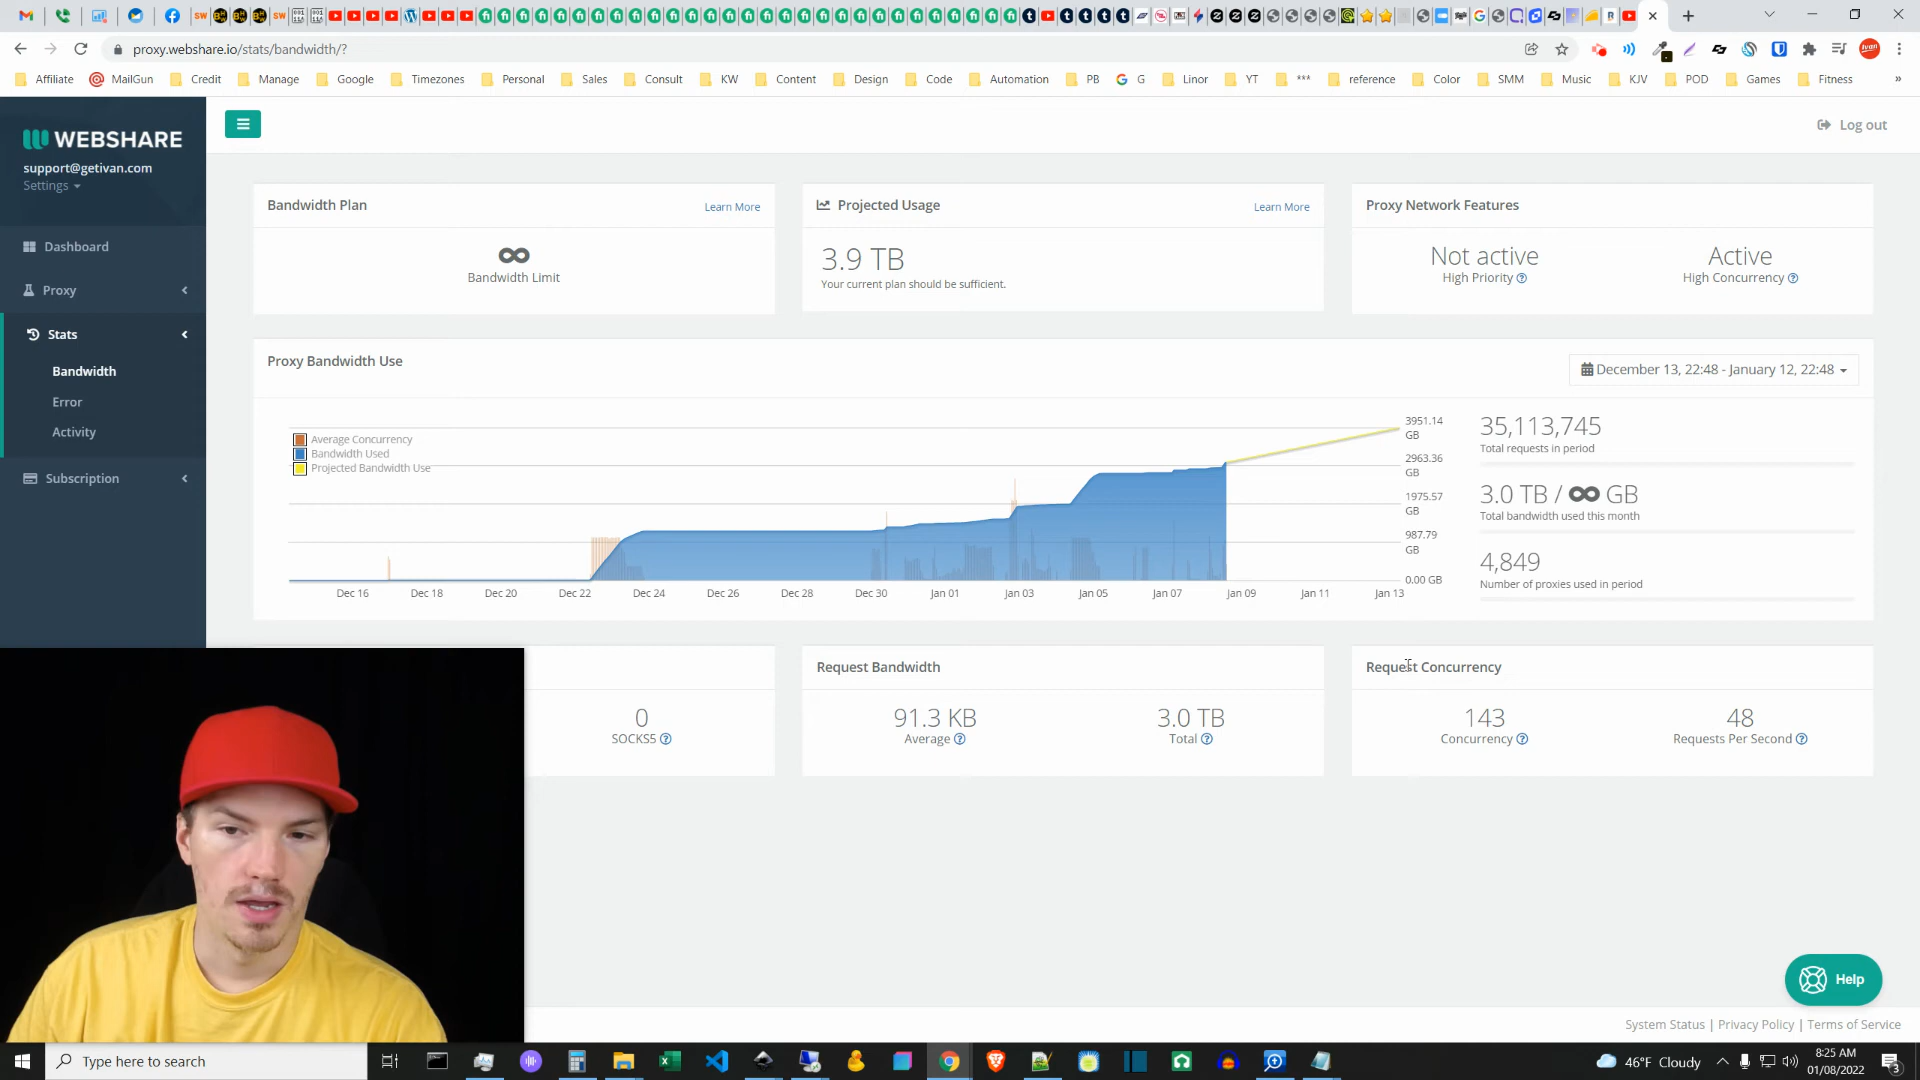 proxy.webshare.io/stats/bandwidth/?
Affiliate MailGun Credit Manage Google Timezones Personal Sales Consult KW Content Design Code Automation PB G Linor YT *** reference Color SMM Music KJV POD Games Fitness »
WEBSHARE
support@getivan.com
Settings
Log out
Dashboard
Proxy
Stats
Bandwidth
Error
Activity
Subscription
Bandwidth Plan Learn More
∞
Bandwidth Limit
Projected Usage Learn More
3.9 TB
Your current plan should be sufficient.
Proxy Network Features
Not active Active
High Priority High Concurrency
Proxy Bandwidth Use
December 13, 22:48 - January 12, 22:48
Average Concurrency
Bandwidth Used
Projected Bandwidth Use
3951.14
GB
2963.36
GB
1975.57
GB
987.79
GB
0.00 GB
Dec 16 Dec 18 Dec 20 Dec 22 Dec 24 Dec 26 Dec 28 Dec 30 Jan 01 Jan 03 Jan 05 Jan 07 Jan 09 Jan 11 Jan 13
35,113,745
Total requests in period
3.0 TB / ∞ GB
Total bandwidth used this month
4,849
Number of proxies used in period
0
SOCKS5
Request Bandwidth
91.3 KB 3.0 TB
Average Total
Request Concurrency
143 48
Concurrency Requests Per Second
Help
System Status | Privacy Policy | Terms of Service
Type here to search
46°F Cloudy
8:25 AM
01/08/2022
3